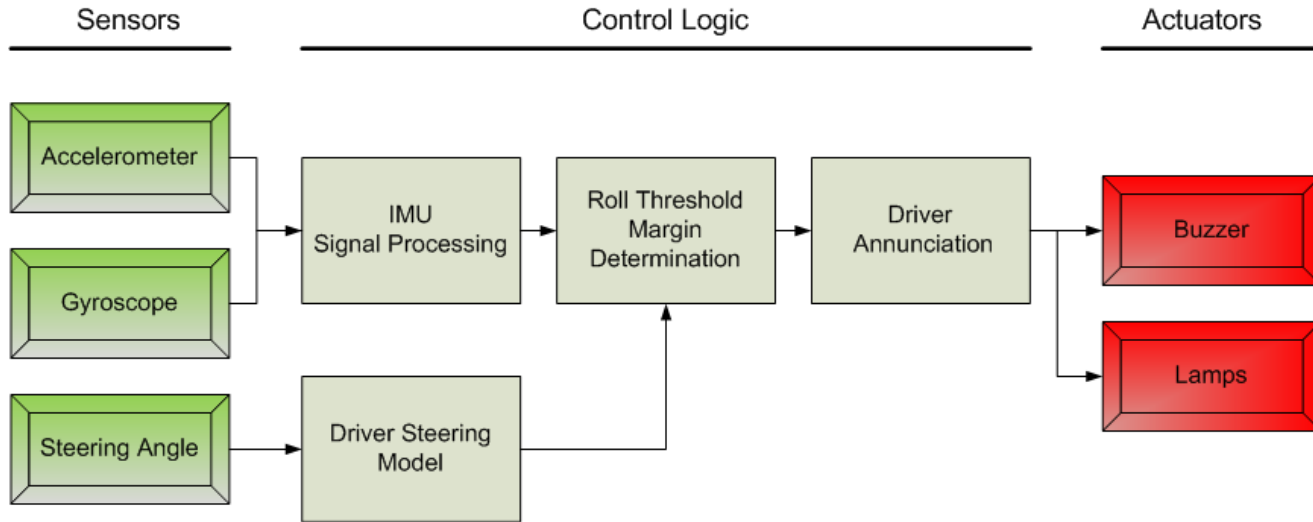 Sensors
Control Logic
Actuators
Accelerometer
Gyroscope
Steering Angle
IMU
Signal Processing
Driver Steering
Model
Roll Threshold
Margin
Determination
Driver
Annunciation
Buzzer
Lamps